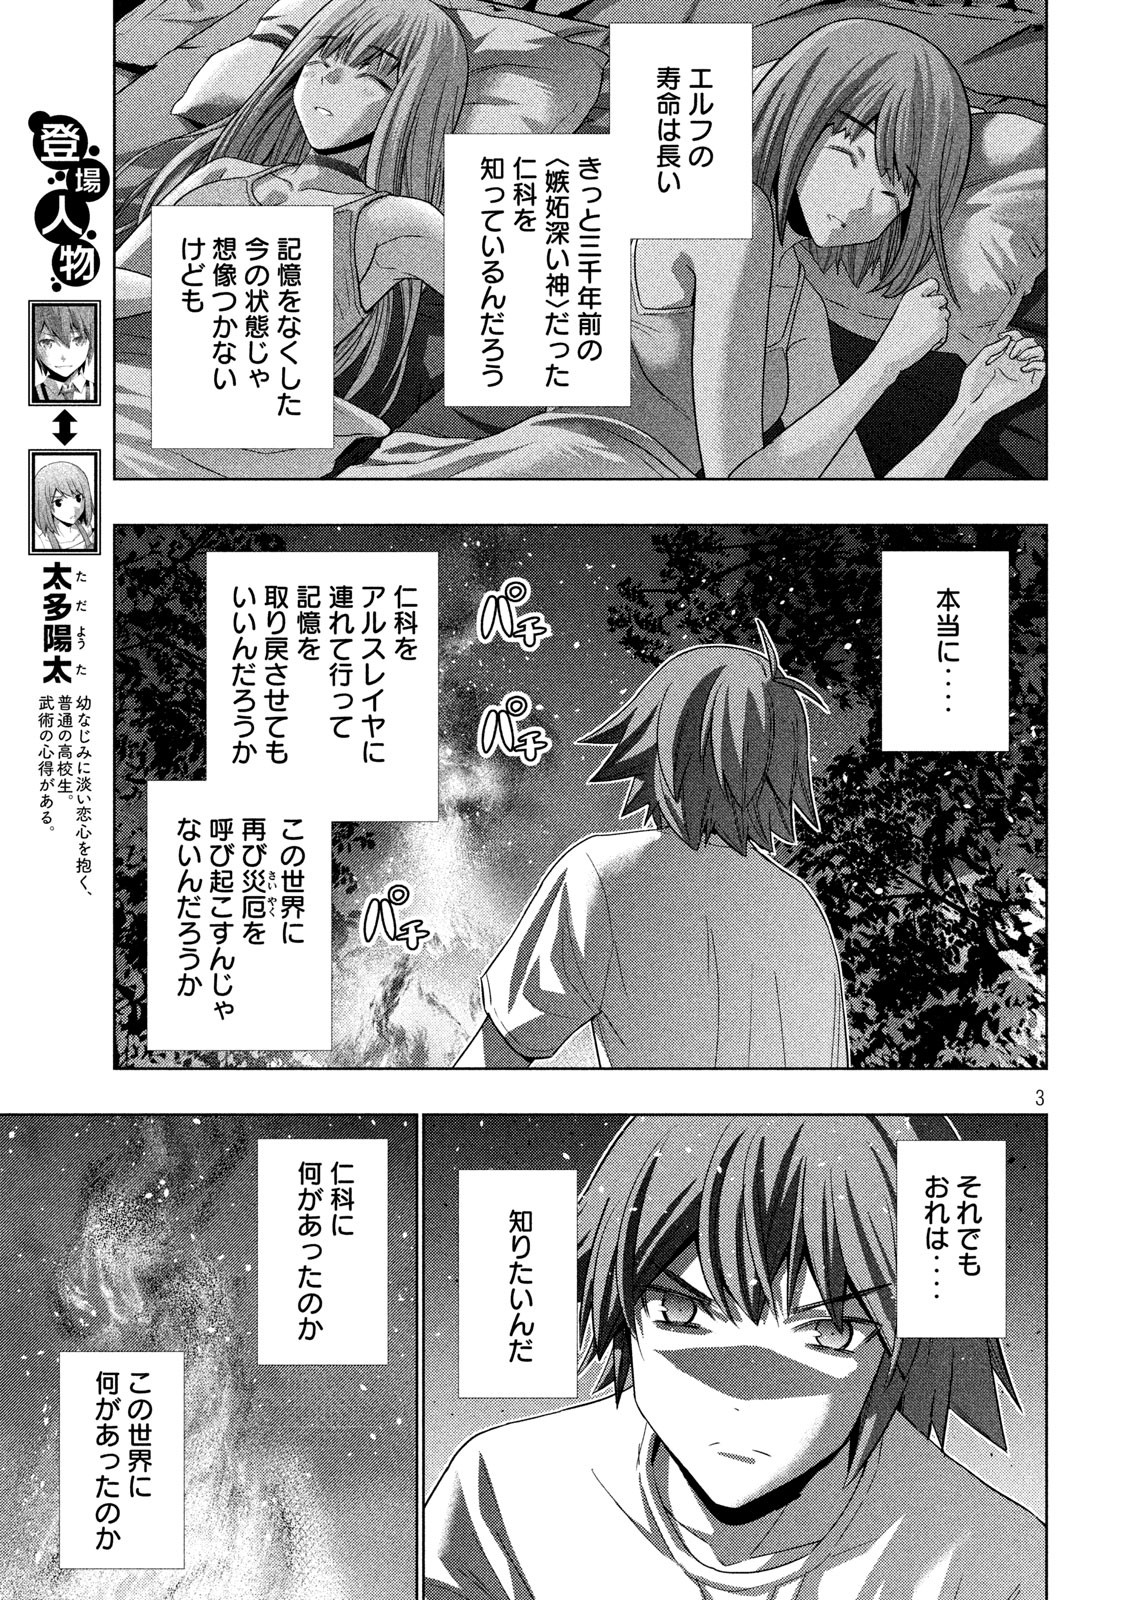 エルフの
寿命は長い
きっと三千年前の
〈嫉妬深い神〉だった
仁科を
知っているんだろう
記憶をなくした
今の状態じゃ
想像つかない
けども
登場人物
太多陽太
ただようた
幼なじみに淡い恋心を抱く、
普通の高校生。
武術の心得がある。
本当に‥‥
仁科を
アルスレイヤに
連れて行って
記憶を
取り戻させても
いいんだろうか
この世界に
再び災厄を
さいやく
呼び起こすんじゃ
ないんだろうか
パチ
パチ
パチ
3
それでも
おれは‥‥
知りたいんだ
仁科に
何があったのか
この世界に
何があったのか